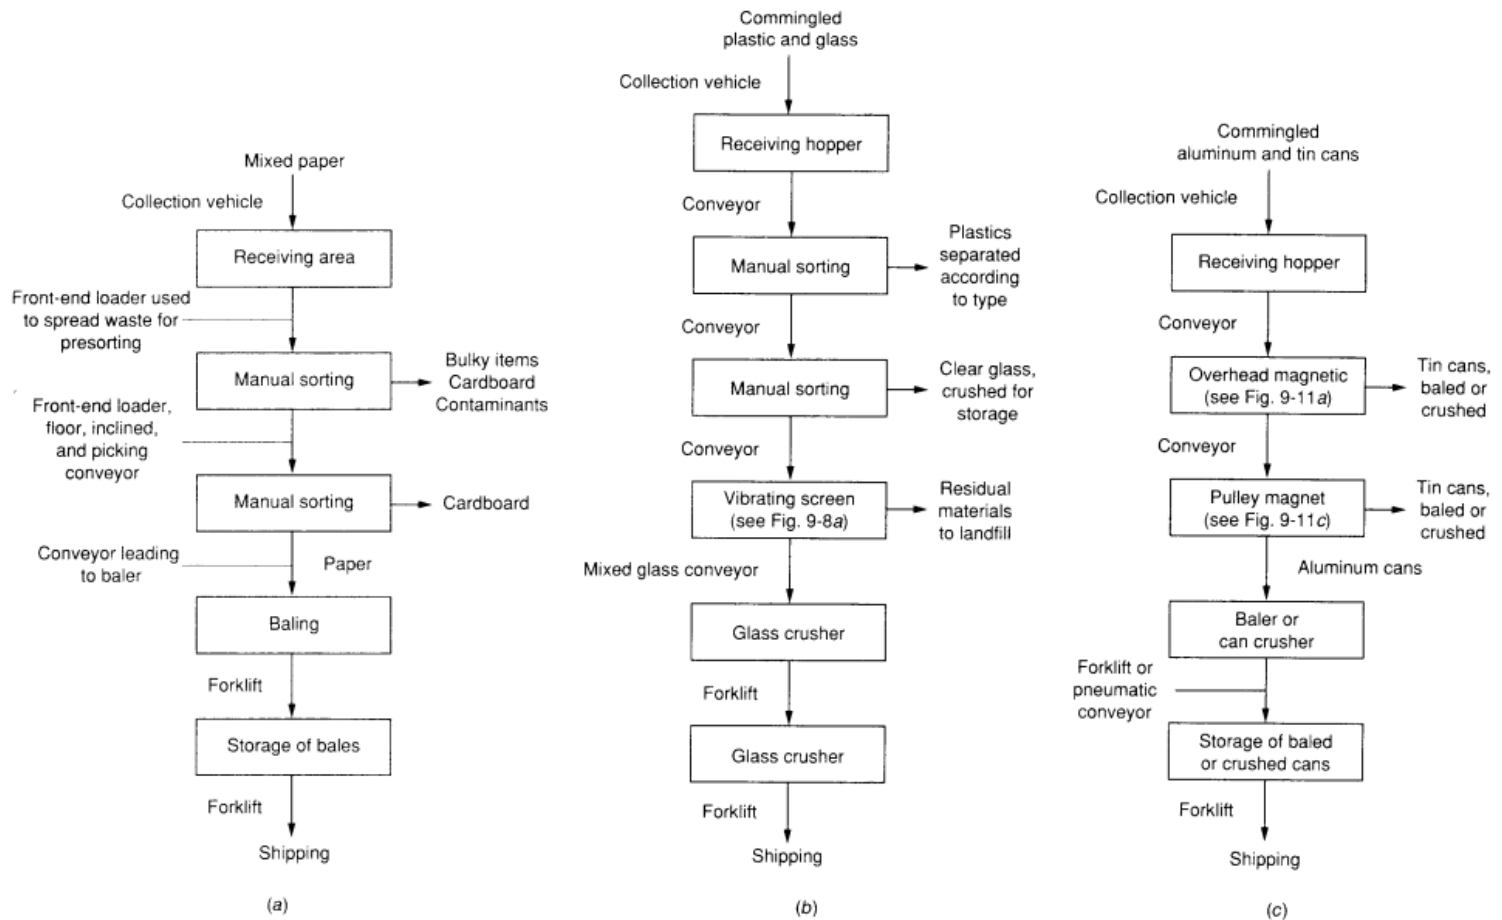 Mixed paper
Collection vehicle
Receiving area
Front-end loader used
to spread waste for
presorting
Manual sorting
Bulky items
Cardboard
Contaminants
Front-end loader,
floor, inclined,
and picking
conveyor
Manual sorting
Cardboard
Conveyor leading
to baler
Paper
Baling
Forklift
Storage of bales
Forklift
Shipping
(a)
Commingled
plastic and glass
Collection vehicle
Receiving hopper
Conveyor
Manual sorting
Plastics
separated
according
to type
Conveyor
Manual sorting
Clear glass,
crushed for
storage
Conveyor
Vibrating screen
(see Fig. 9-8a)
Residual
materials
to landfill
Mixed glass conveyor
Glass crusher
Forklift
Glass crusher
Forklift
Shipping
(b)
Commingled
aluminum and tin cans
Collection vehicle
Receiving hopper
Conveyor
Overhead magnetic
(see Fig. 9-11a)
Tin cans,
baled or
crushed
Conveyor
Pulley magnet
(see Fig. 9-11c)
Tin cans,
baled or
crushed
Aluminum cans
Baler or
can crusher
Forklift or
pneumatic
conveyor
Storage of baled
or crushed cans
Forklift
Shipping
(c)